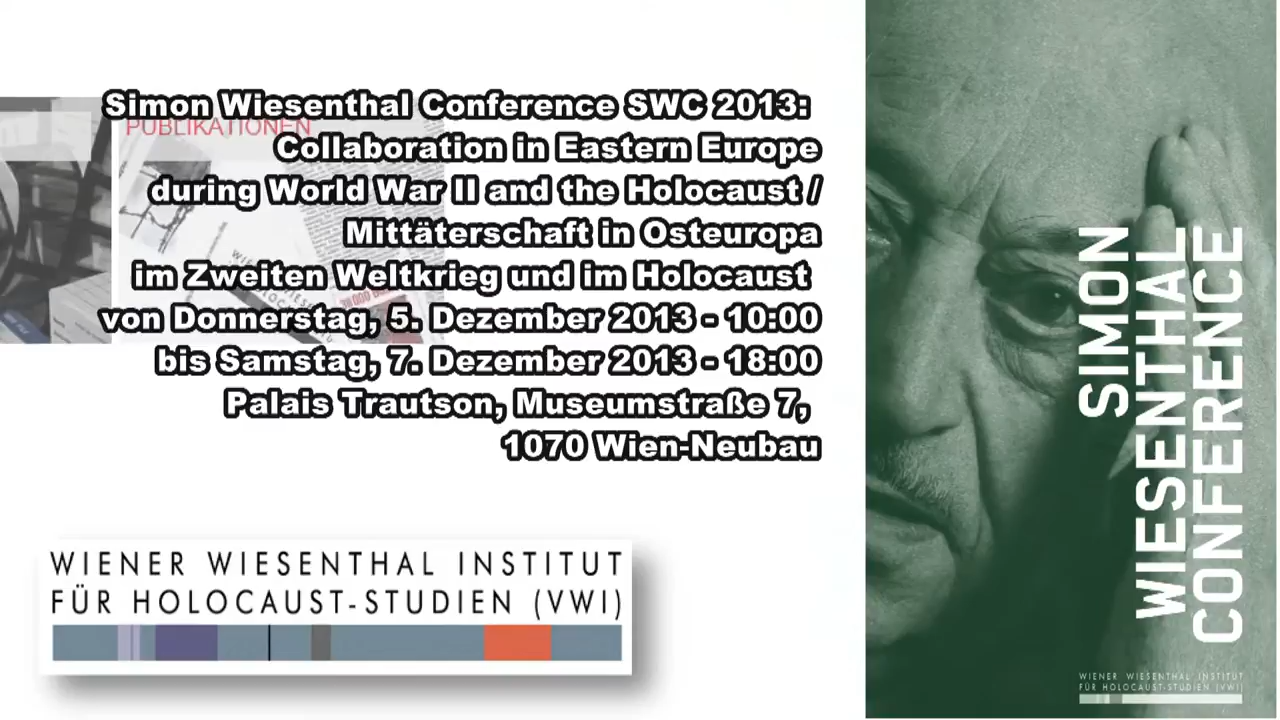 Simon Wiesenthal Conference SWC 2013:
PUBLIKATIONEN
Collaboration in Eastern Europe
during World War II and the Holocaust /
Mittäterschaft in Osteuropa
im Zweiten Weltkrieg und im Holocaust
von Donnerstag, 5. Dezember 2013 - 10:00
bis Samstag, 7. Dezember 2013 - 18:00
Palais Trautson, Museumstraße 7,
1070 Wien-Neubau
WIENER WIESENTHAL INSTITUT
FÜR HOLOCAUST-STUDIEN (VWI)
SIMON
WIESENTHAL
CONFERENCE
WIENER WIESENTHAL INSTITUT
FÜR HOLOCAUST-STUDIEN (VWI)